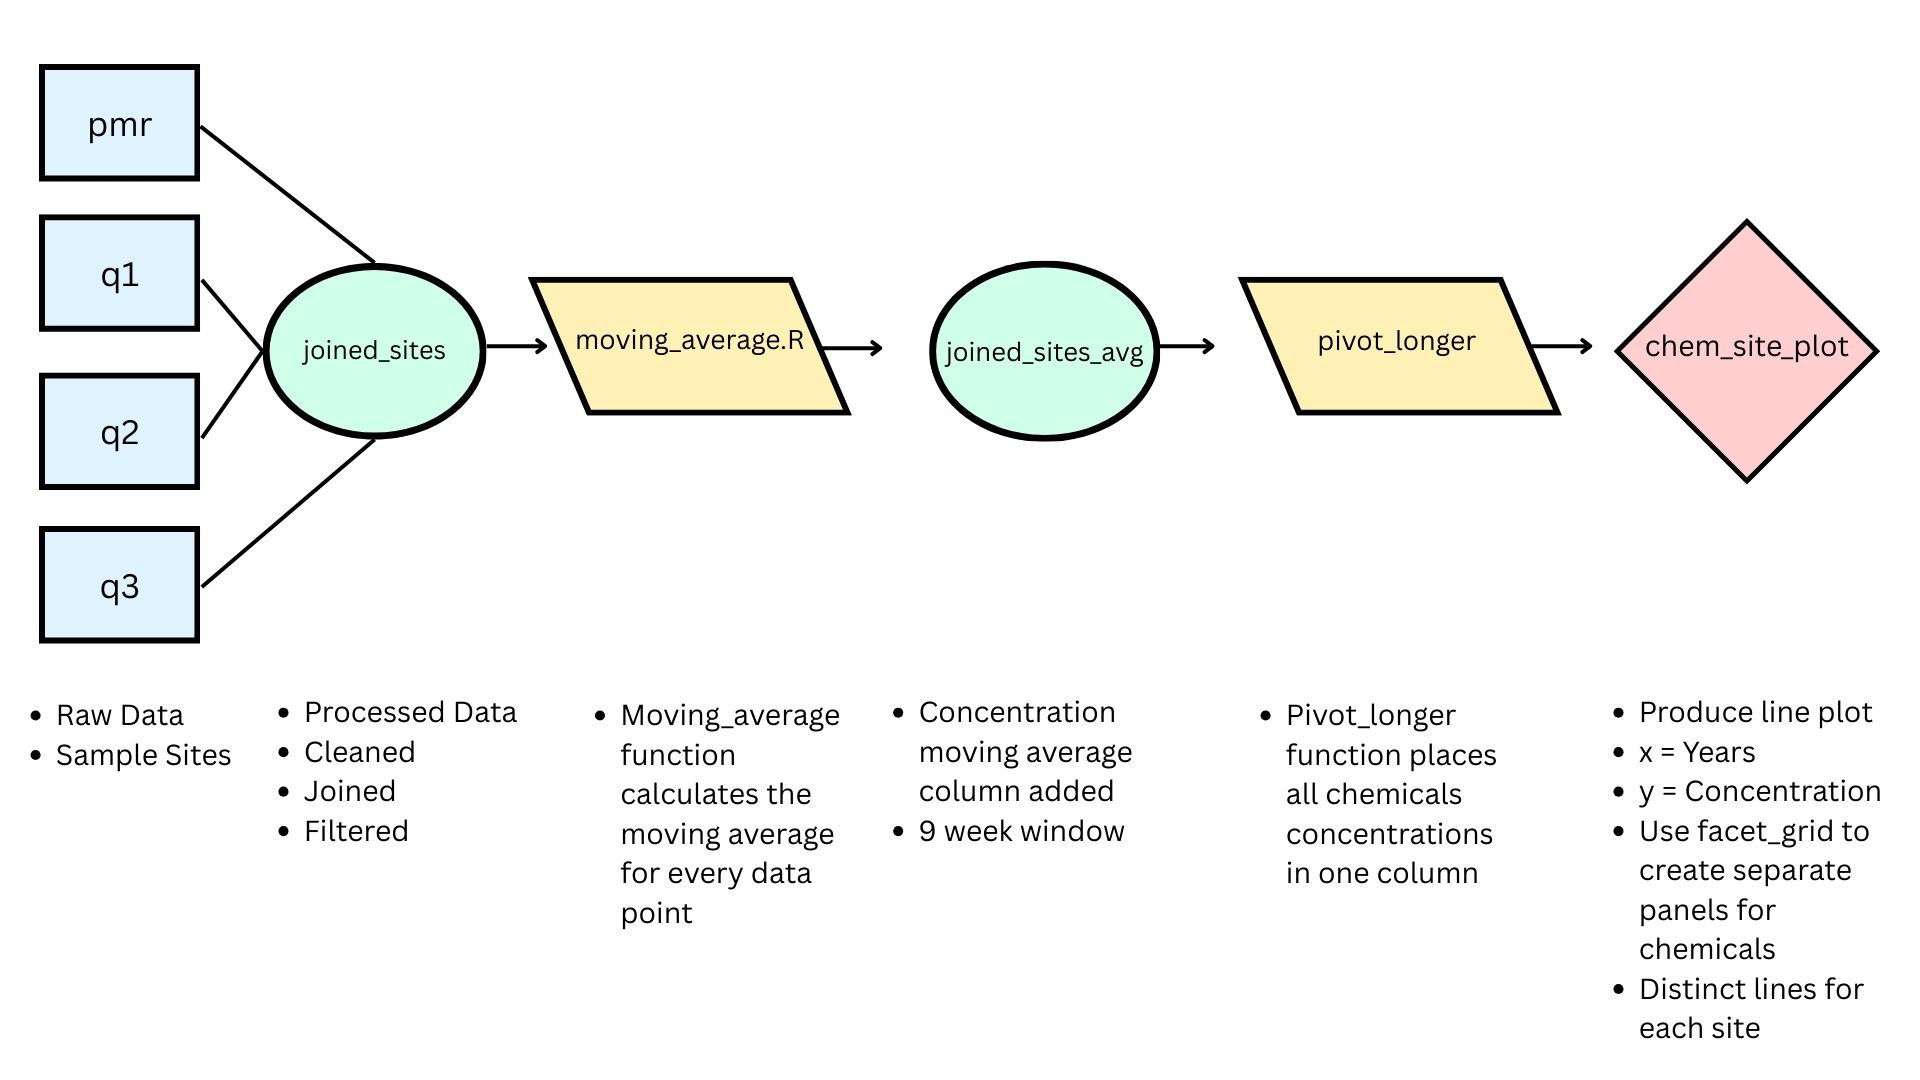 pmr
q1
q2
q3
joined_sites
moving_average.R
joined_sites_avg
pivot_longer
chem_site_plot
• Raw Data
• Sample Sites
• Processed Data
• Cleaned
• Joined
• Filtered
• Moving_average
function
calculates the
moving average
for every data
point
• Concentration
moving average
column added
• 9 week window
• Pivot_longer
function places
all chemicals
concentrations
in one column
• Produce line plot
• x = Years
• y = Concentration
• Use facet_grid to
create separate
panels for
chemicals
• Distinct lines for
each site